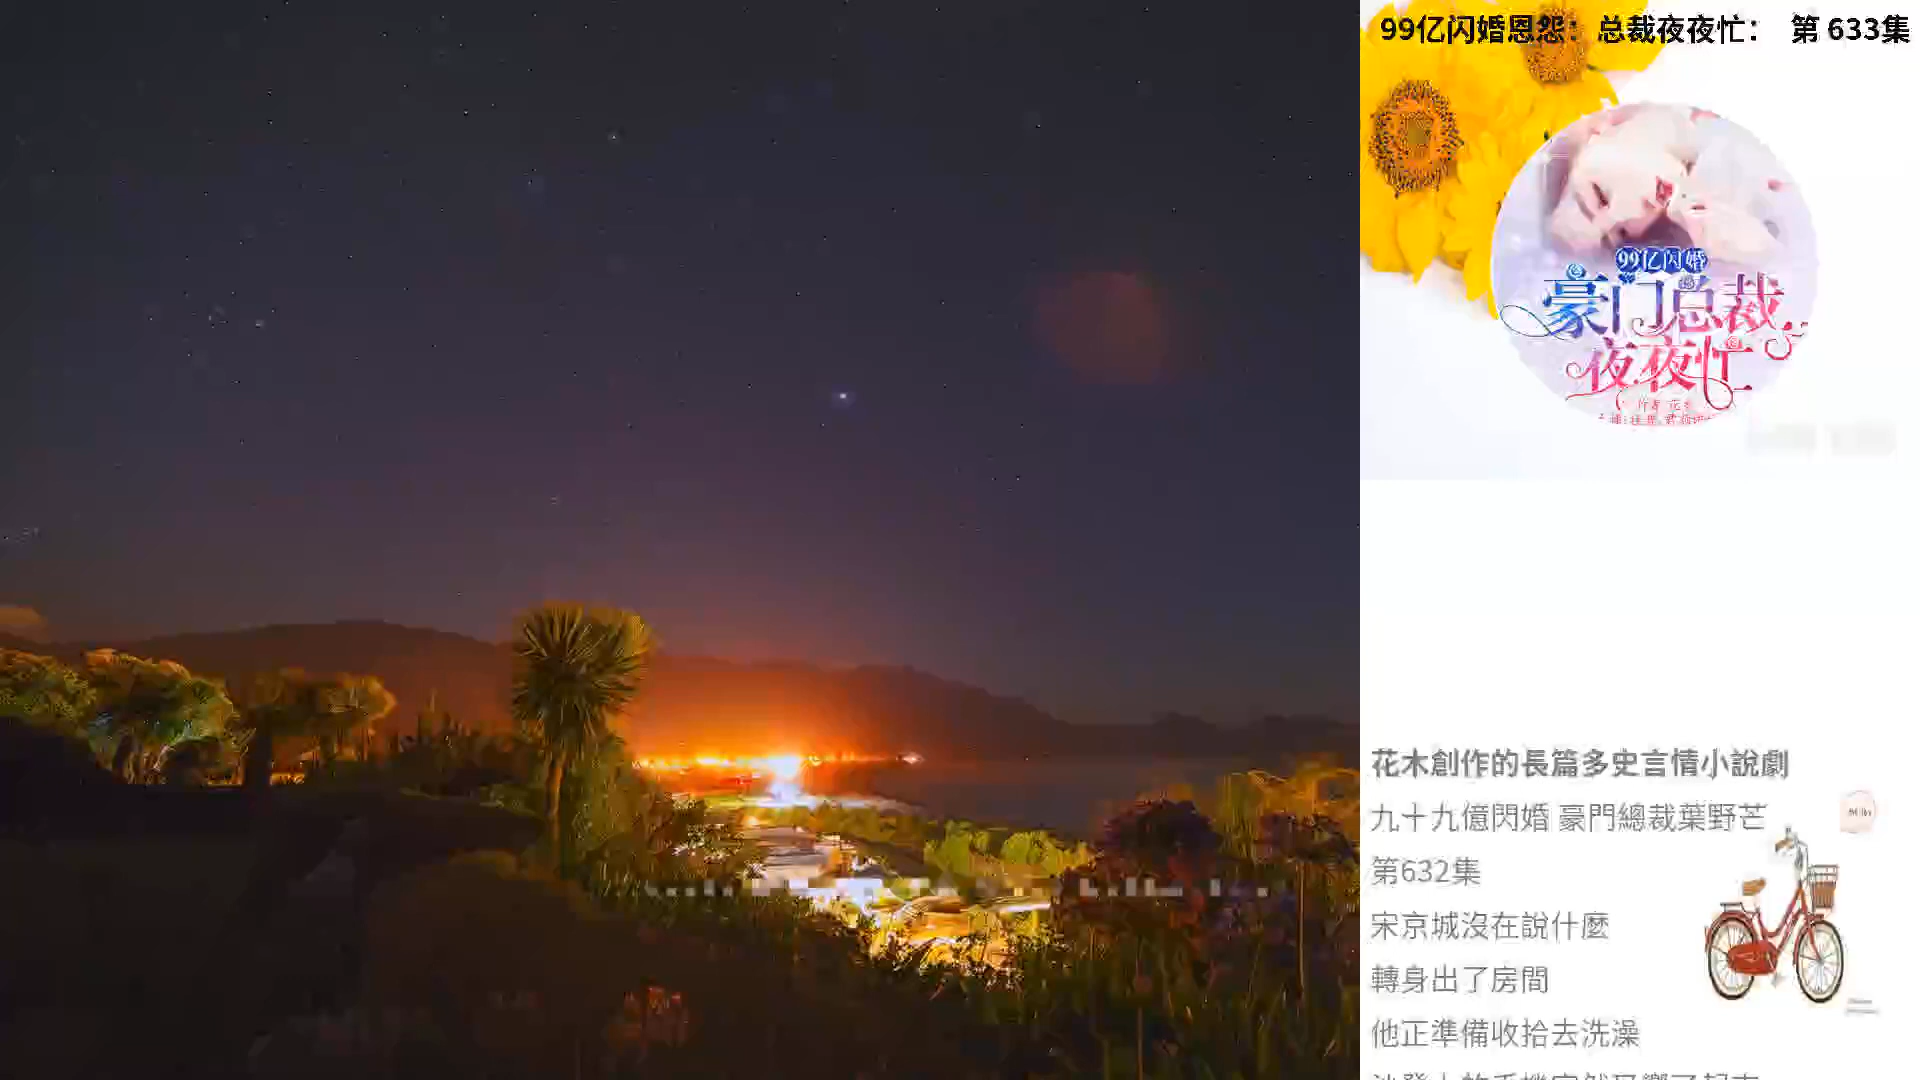 99亿闪婚恩怨：总裁夜夜忙： 第 633集
99亿闪婚
豪门总裁
夜夜忙
花木創作的長篇多史言情小說劇
九十九億閃婚 豪門總裁葉野芒
第632集
宋京城沒在說什麼
轉身出了房間
他正準備收拾去洗澡